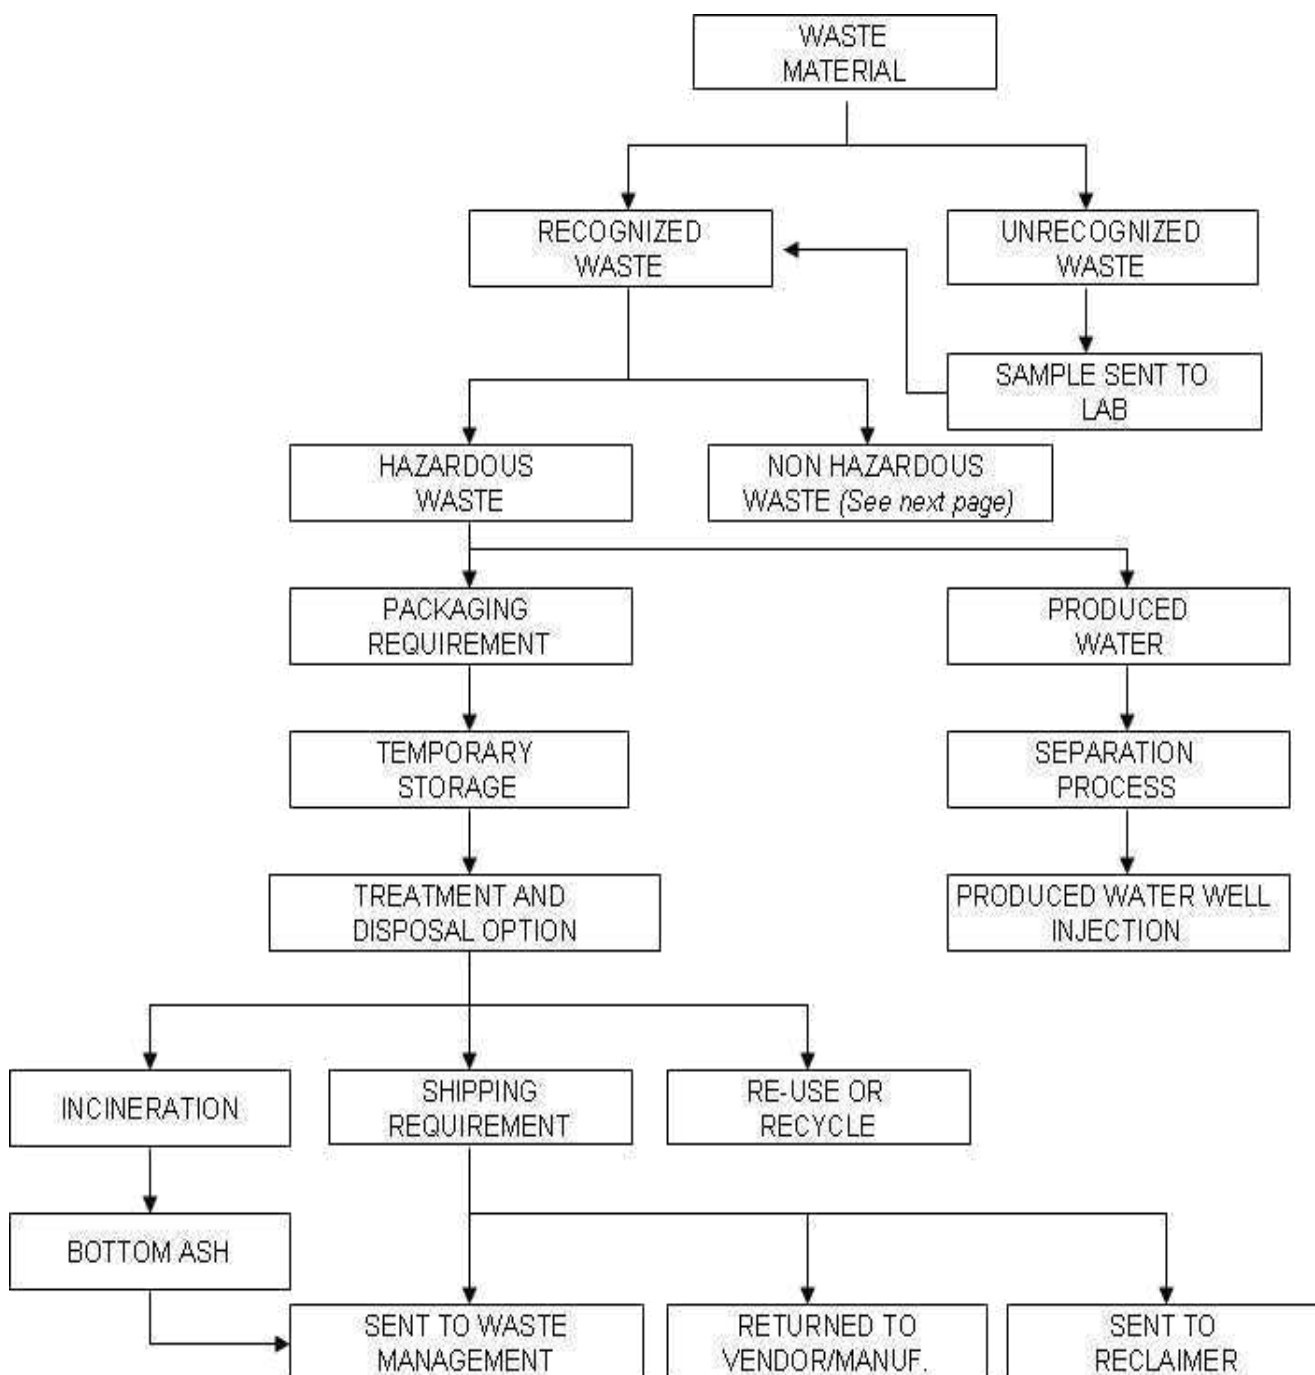 WASTE
MATERIAL
RECOGNIZED
WASTE
UNRECOGNIZED
WASTE
SAMPLE SENT TO
LAB
HAZARDOUS
WASTE
NON HAZARDOUS
WASTE (See next page)
PACKAGING
REQUIREMENT
PRODUCED
WATER
TEMPORARY
STORAGE
SEPARATION
PROCESS
TREATMENT AND
DISPOSAL OPTION
PRODUCED WATER WELL
INJECTION
INCINERATION
SHIPPING
REQUIREMENT
RE-USE OR
RECYCLE
BOTTOM ASH
SENT TO WASTE
MANAGEMENT
RETURNED TO
VENDOR/MANUF.
SENT TO
RECLAIMER